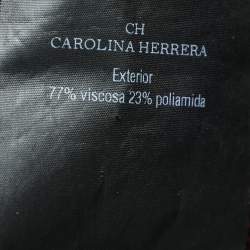 CH
CAROLINA HERRERA
Exterior
77% viscosa 23% poliamida